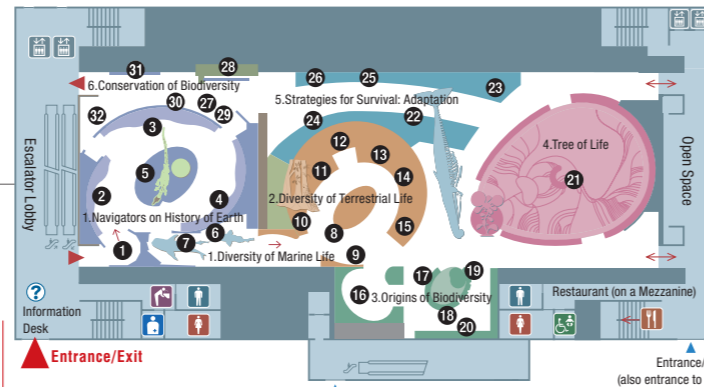 31
28
6.Conservation of Biodiversity
26
25
23
5.Strategies for Survival: Adaptation
32
30
27
29
3
24
22
12
13
4.Tree of Life
Escalator Lobby
Open Space
5
11
14
21
2
4
2.Diversity of Terrestrial Life
1.Navigators on History of Earth
10
8
15
1
7
6
1.Diversity of Marine Life
9
16
17
19
3.Origins of Biodiversity
18
20
?
Information
Desk
Restaurant (on a Mezzanine)
Entrance/Exit
Entrance/
(also entrance to